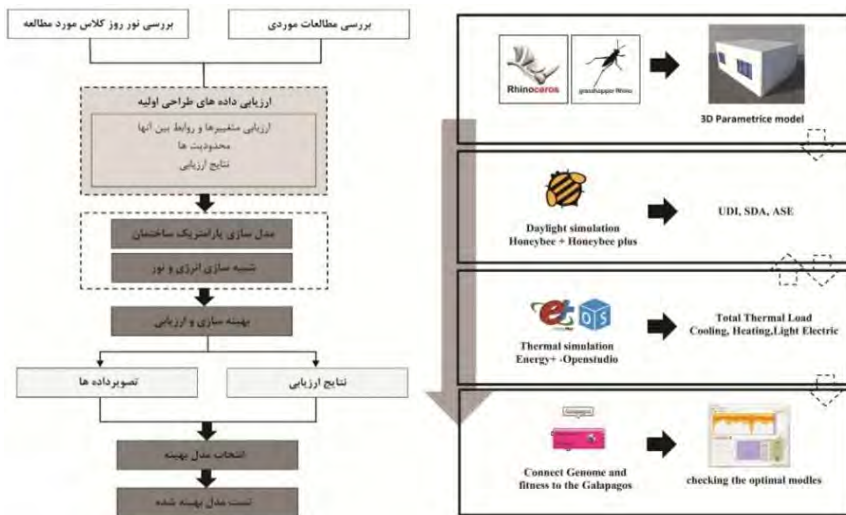 بررسی نور روز کلاس مورد مطالعه
بررسی مطالعات موردی
ارزیابی داده های طراحی اولیه
ارزیابی متغییرها و روابط بین آنها
محدودیت ها
نتایج ارزیابی
مدل سازی پارامتریک ساختمان
شبیه سازی انرژی و نور
بهینه سازی و ارزیابی
تصویرداده ها
نتایج ارزیابی
انتخاب مدل بهینه
تست مدل بهینه شده
Rhinoceros
grasshopper Rhino
3D Parametrice model
Daylight simulation
Honeybee + Honeybee plus
UDI, SDA, ASE
Thermal simulation
Energy+ -Openstudio
Total Thermal Load
Cooling, Heating,Light Electric
Galapagos
Connect Genome and
fitness to the Galapagos
checking the optimal modles